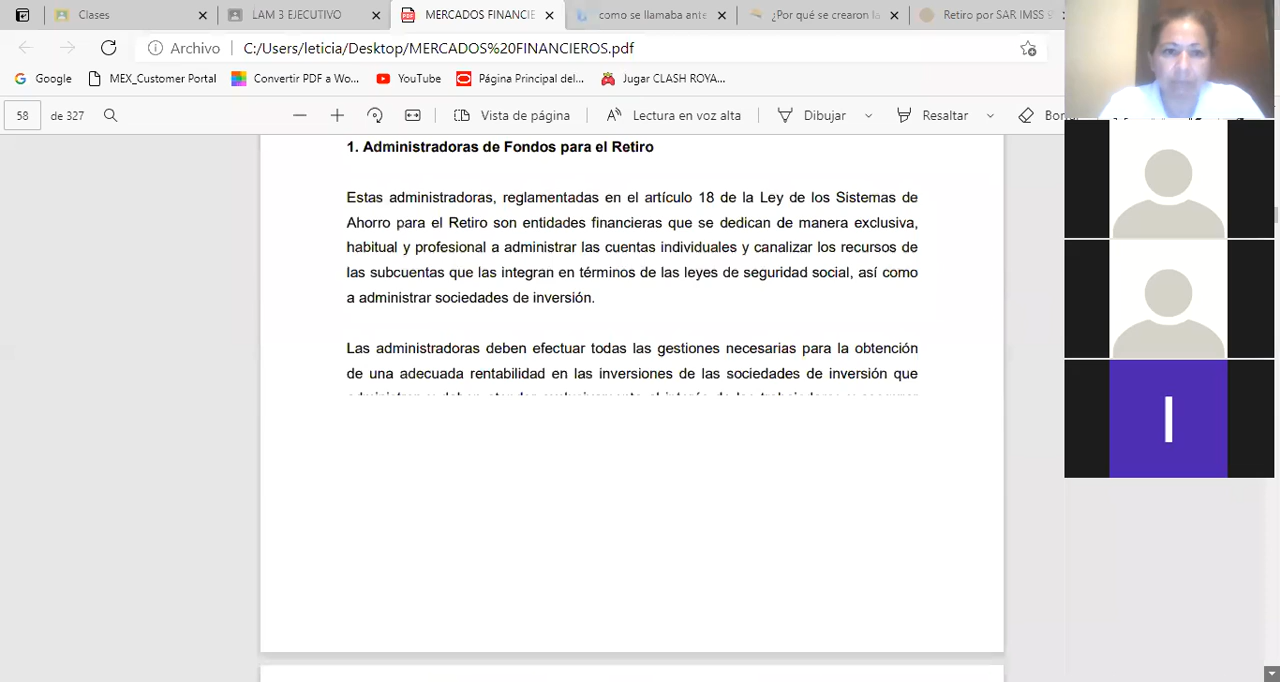 Clases
LAM 3 EJECUTIVO
MERCADOS FINANCIE
como se llamaba ante
¿Por qué se crearon la
Retiro por SAR IMSS 9
Archivo
C:/Users/leticia/Desktop/MERCADOS%20FINANCIEROS.pdf
Google
MEX_Customer Portal
Convertir PDF a Wo...
YouTube
Página Principal del...
Jugar CLASH ROYA...
58
de 327
Vista de página
Lectura en voz alta
Dibujar
Resaltar
Bor
1. Administradoras de Fondos para el Retiro
Estas administradoras, reglamentadas en el artículo 18 de la Ley de los Sistemas de
Ahorro para el Retiro son entidades financieras que se dedican de manera exclusiva,
habitual y profesional a administrar las cuentas individuales y canalizar los recursos de
las subcuentas que las integran en términos de las leyes de seguridad social, así como
a administrar sociedades de inversión.
Las administradoras deben efectuar todas las gestiones necesarias para la obtención
de una adecuada rentabilidad en las inversiones de las sociedades de inversión que
I